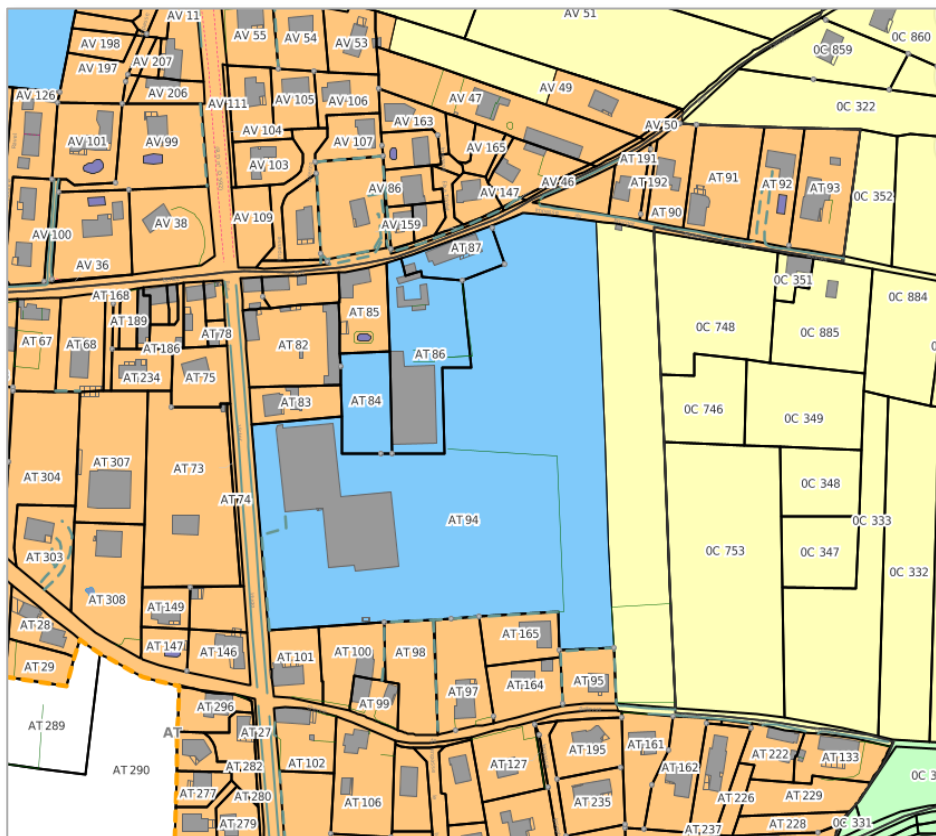 AV 11
AV 51
0C 860
AV 55
AV 54
AV 53
AV 198
0C 859
AV 207
AV 197
AV 49
AV 206
AV 126
AV 105
AV 106
AV 47
AV 111
0C 322
AV 163
AV 50
AV 104
AV 101
AV 99
AV 107
AV 165
AT 191
AV 103
AT 91
AT 92
AV 46
AT 192
AV 86
AT 93
AV 147
0C 352
AT 90
AV 109
AV 38
AV 159
AV 100
AT 87
AV 36
0C 351
AT 168
0C 884
AT 85
AT 67
AT 189
0C 748
0C 885
AT 78
AT 68
AT 82
AT 186
AT 86
AT 234
AT 75
AT 84
AT 83
0C 746
0C 349
AT 307
AT 73
AT 304
0C 348
AT 74
AT 94
0C 333
AT 303
0C 753
0C 347
0C 332
AT 308
AT 149
AT 28
AT 165
AT 147
AT 146
AT 101
AT 100
AT 98
AT 29
AT 164
AT 95
AT 97
AT 99
AT 296
AT 289
AT
AT 27
AT 195
AT 161
AT 222
AT 133
AT 102
AT 127
AT 282
AT 162
AT 290
0C 3
AT 277
AT 280
AT 106
AT 235
AT 226
AT 229
AT 279
AT 237
AT 228
0C 331